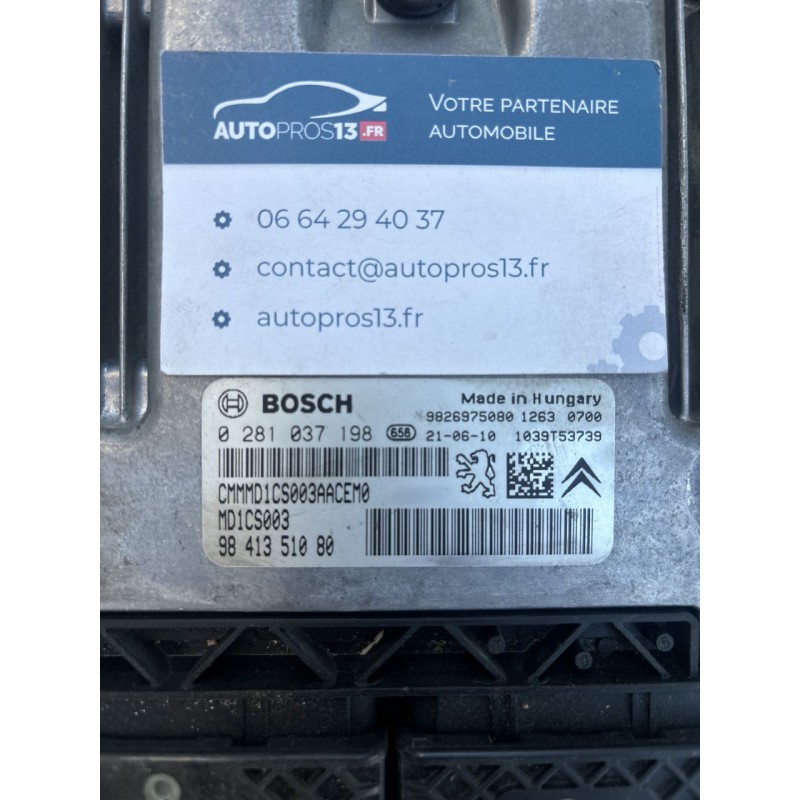 AUTOPROS13.FR
VOTRE PARTENAIRE
AUTOMOBILE
06 64 29 40 37
contact@autopros13.fr
autopros13.fr
BOSCH
Made in Hungary
9826975080 1263 0700
0 281 037 198 658 21-06-10 1039T53739
CMMMD1CS003AACEM0
MD1CS003
98 413 510 80